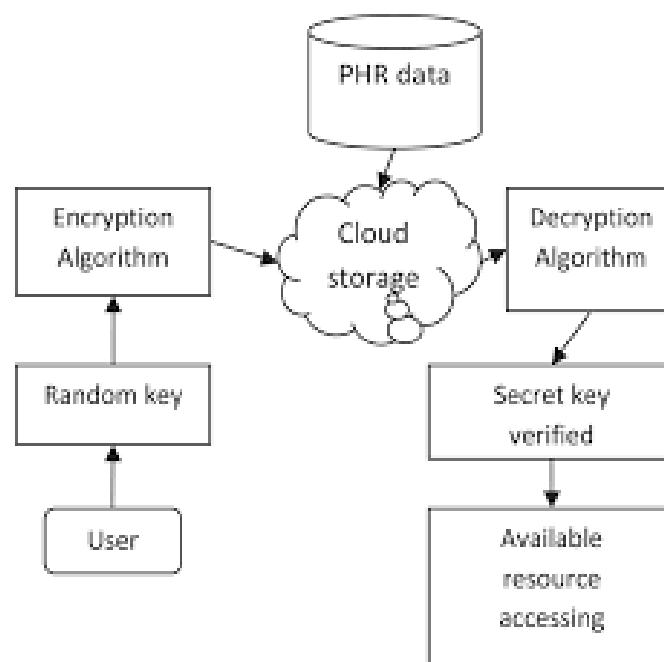 PHR data
Encryption
Algorithm
Cloud
storage
Decryption
Algorithm
Random key
Secret key
verified
User
Available
resource
accessing